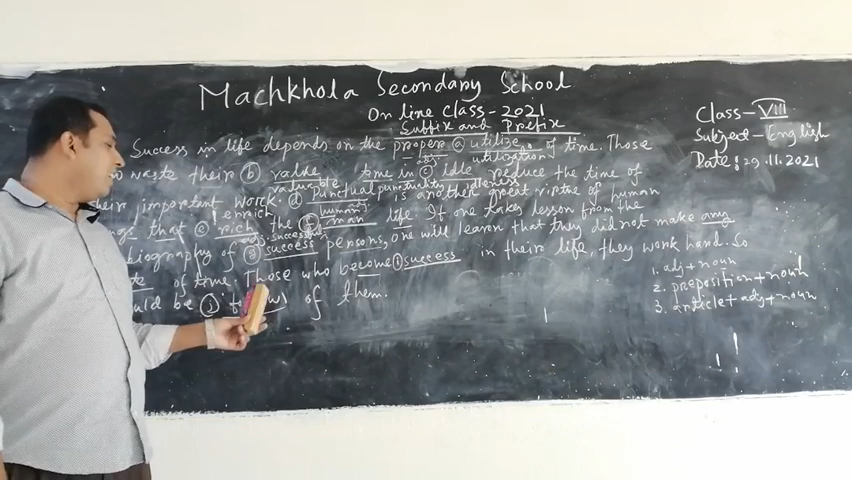 Machkhola Secondary School
On line class - 2021
Suffix and Prefix
Class - VIII
Subject - English
Date: 29.11.2021
Success in life depends on the proper ⓐ utilize of time. Those
adj utilization
waste their ⓑ value time in ⓒ idle reduce the time of
valuable idleness
their important work. ⓓ punctual punctuality is another great virtue of human
enrich human
that ⓔ rich the ⓕ man life. If one takes lesson from the
adj. successful
biography of ⓖ success persons, one will learn that they did not make any
of time. Those who become ⓘ success in their life, they work hard. So
be ⓙ of them.
1. adj + noun
2. preposition + noun
3. article + adj + noun